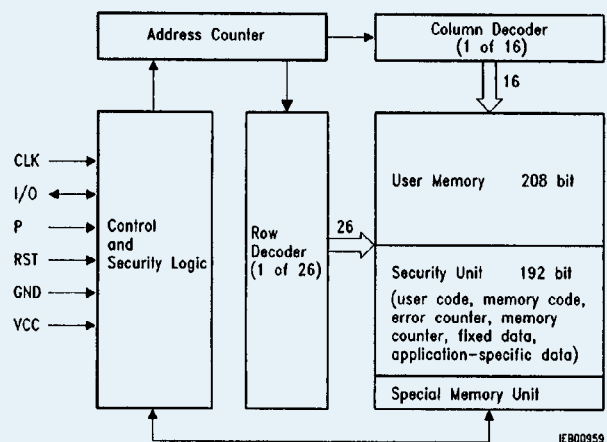 Address Counter
Column Decoder
(1 of 16)
16
CLK
I/O
P
RST
GND
VCC
Control
and
Security Logic
Row
Decoder
(1 of 26)
26
User Memory 208 bit
Security Unit 192 bit
(user code, memory code,
error counter, memory
counter, fixed data,
application-specific data)
Special Memory Unit
IEB00959